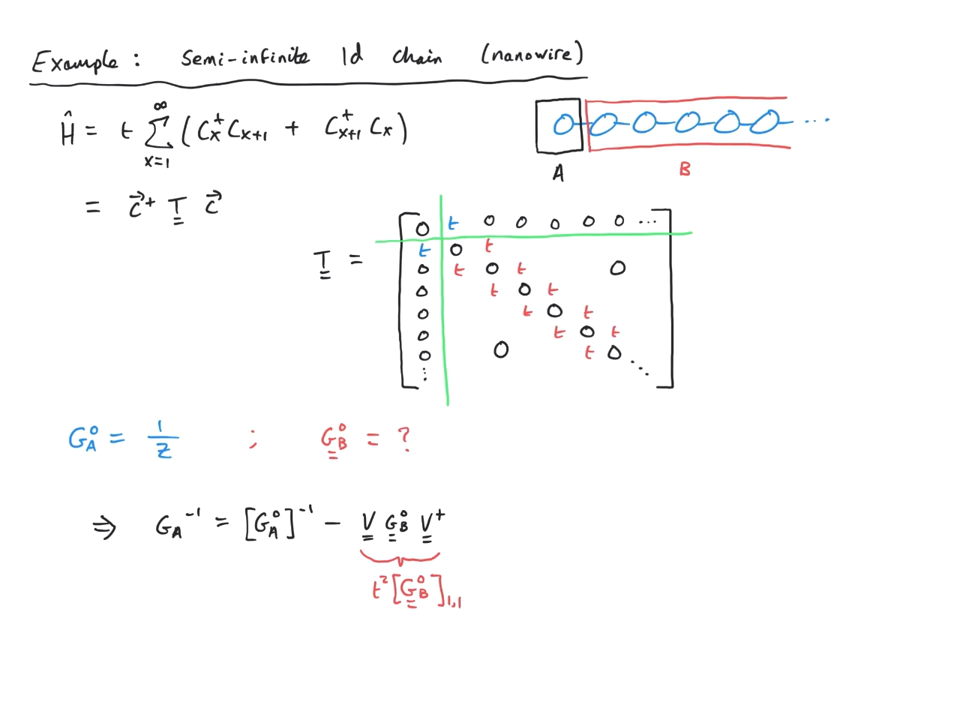 Example: Semi-infinite 1d chain (nanowire)
Ĥ = t ∑_{x=1}^{∞} ( C_x^+ C_{x+1} + C_{x+1}^+ C_x )
A B ...
= c⃗^+ T c⃗
T = [ 0 t 0 0 0 0 0 ...
t 0 t
0 t 0 t 0
0 t 0 t
0 t 0 t
0 t 0 t
0 0 t 0 ...
⋮ ]
G_A^0 = 1/z ; G_B^0 = ?
⇒ G_A^{-1} = [G_A^0]^{-1} - V G_B^0 V^+
t^2 [G_B^0]_{1,1}